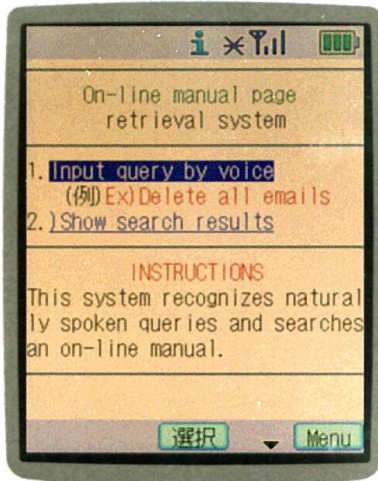 On-line manual page
retrieval system
1. Input query by voice
(例)Ex)Delete all emails
2. )Show search results
INSTRUCTIONS
This system recognizes natural
ly spoken queries and searches
an on-line manual.
選択 Menu